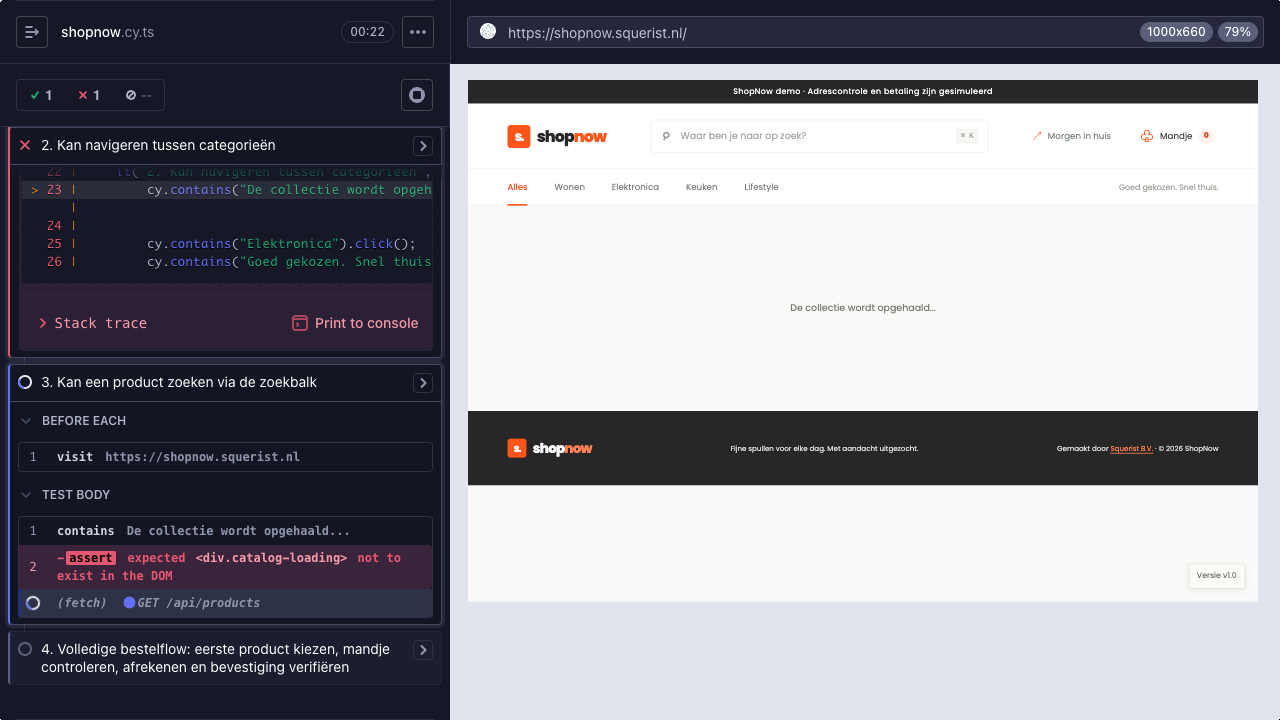 shopnow.cy.ts
00:22
https://shopnow.squerist.nl/
1000x660
79%
1
1
--
2. Kan navigeren tussen categorieën
22 | it("2. Kan navigeren tussen categorieën",
> 23 | cy.contains("De collectie wordt opgeh
|
24 |
25 | cy.contains("Elektronica").click();
26 | cy.contains("Goed gekozen. Snel thuis
Stack trace
Print to console
3. Kan een product zoeken via de zoekbalk
BEFORE EACH
visit https://shopnow.squerist.nl
TEST BODY
1 contains De collectie wordt opgehaald...
2 -assert expected <div.catalog-loading> not to
exist in the DOM
(fetch) GET /api/products
4. Volledige bestelflow: eerste product kiezen, mandje
controleren, afrekenen en bevestiging verifiëren
ShopNow demo · Adrescontrole en betaling zijn gesimuleerd
s. shopnow
Waar ben je naar op zoek?
⌘ K
Morgen in huis
Mandje 0
Alles
Wonen
Elektronica
Keuken
Lifestyle
Goed gekozen. Snel thuis.
De collectie wordt opgehaald...
s. shopnow
Fijne spullen voor elke dag. Met aandacht uitgezocht.
Gemaakt door Squerist B.V. · © 2026 ShopNow
Versie v1.0